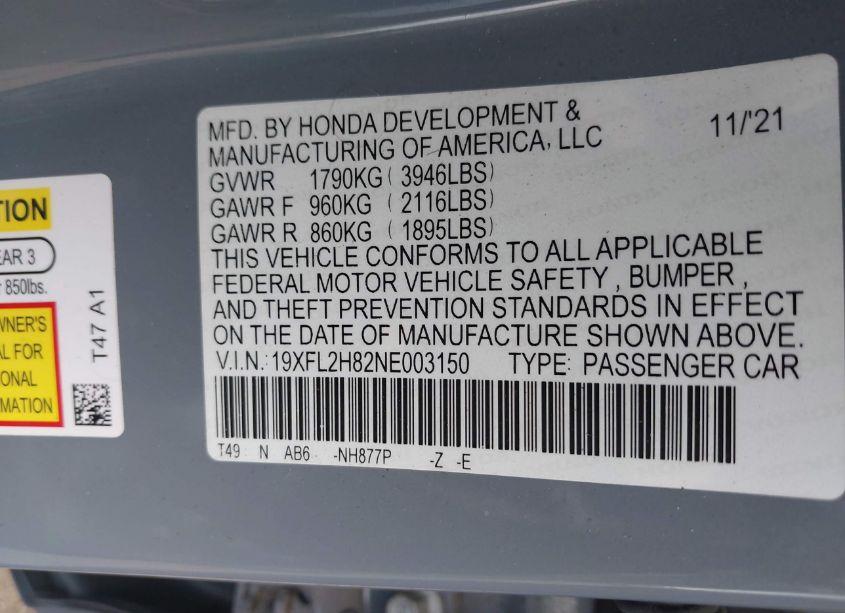 TION
EAR 3
850lbs.
WNER'S
AL FOR
IONAL
MATION
T47 A1
MFD. BY HONDA DEVELOPMENT &
MANUFACTURING OF AMERICA, LLC
11/'21
GVWR 1790KG ( 3946LBS)
GAWR F 960KG ( 2116LBS)
GAWR R 860KG ( 1895LBS)
THIS VEHICLE CONFORMS TO ALL APPLICABLE
FEDERAL MOTOR VEHICLE SAFETY , BUMPER ,
AND THEFT PREVENTION STANDARDS IN EFFECT
ON THE DATE OF MANUFACTURE SHOWN ABOVE.
V.I.N.: 19XFL2H82NE003150 TYPE: PASSENGER CAR
T49 N AB6 -NH877P -Z -E